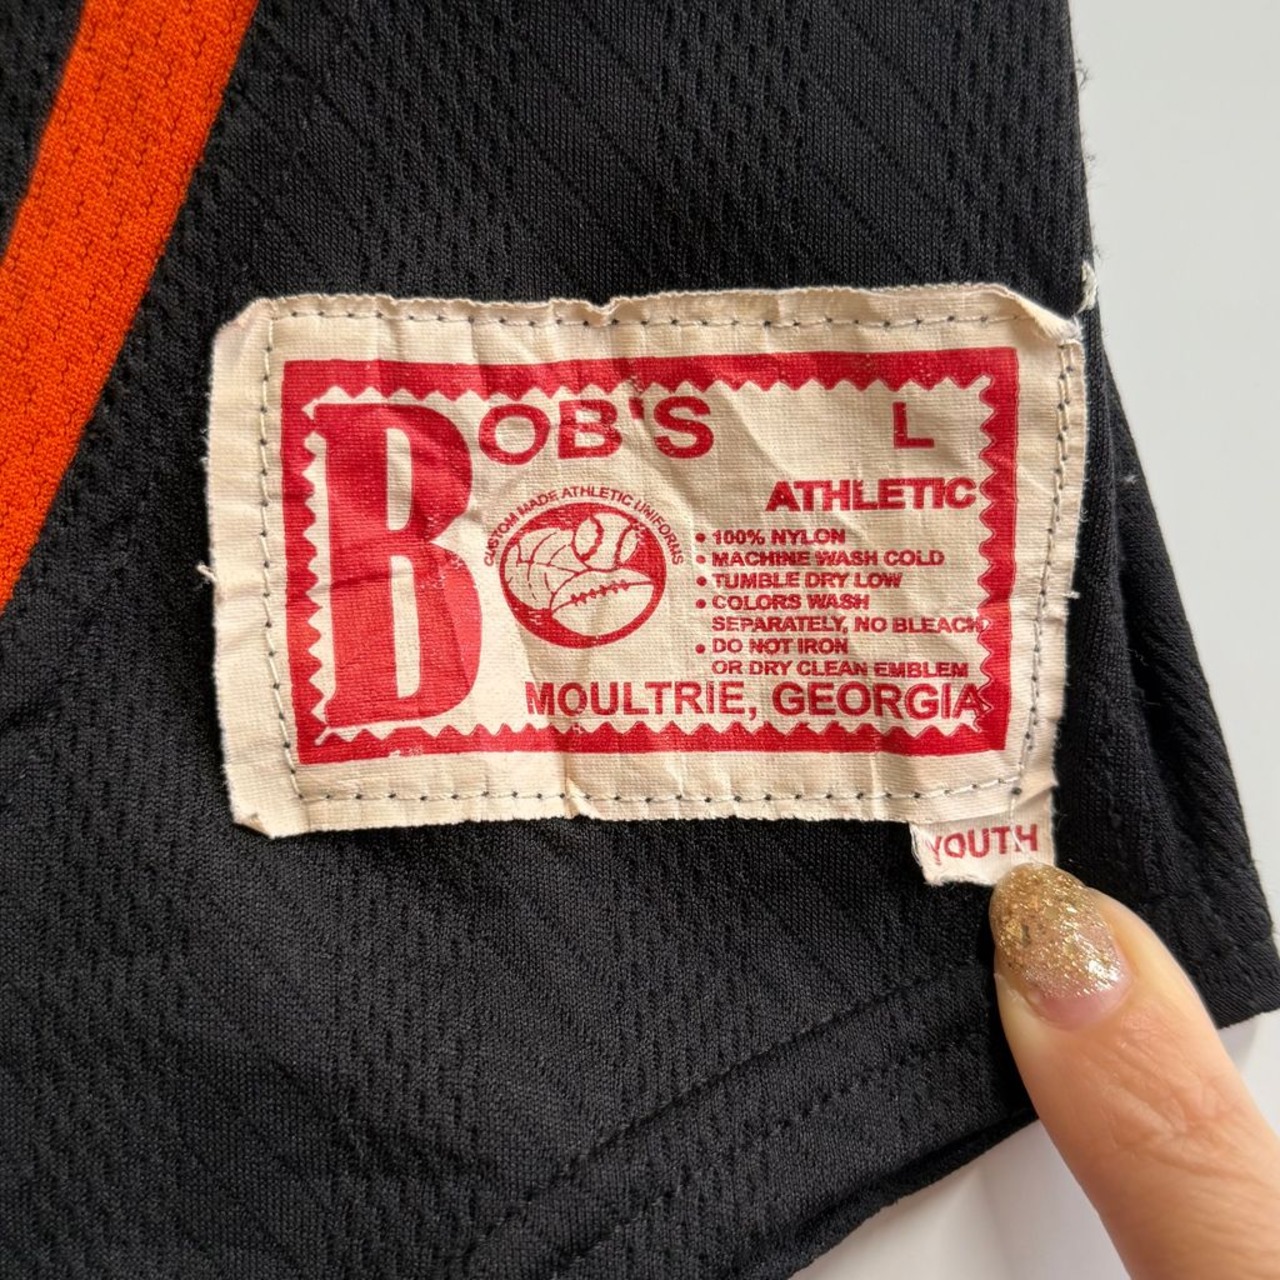 BOB'S L
ATHLETIC
CUSTOM MADE ATHLETIC UNIFORMS
• 100% NYLON
• MACHINE WASH COLD
• TUMBLE DRY LOW
• COLORS WASH
SEPARATELY, NO BLEACH
• DO NOT IRON
OR DRY CLEAN EMBLEM
MOULTRIE, GEORGIA
YOUTH